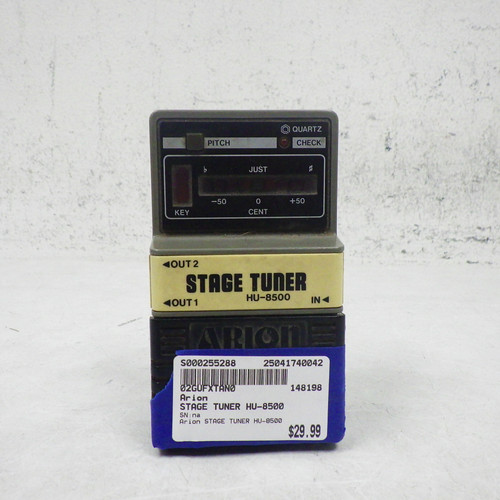 QUARTZ
PITCH CHECK
♭ JUST ♯
-50 0 +50
KEY CENT
◄OUT 2
STAGE TUNER
◄OUT 1 HU-8500 IN◄
ARION
S000255288 25041740042
02GUFXTAN0 148198
Arion
STAGE TUNER HU-8500
SN:na
Arion STAGE TUNER HU-8500
$29.99